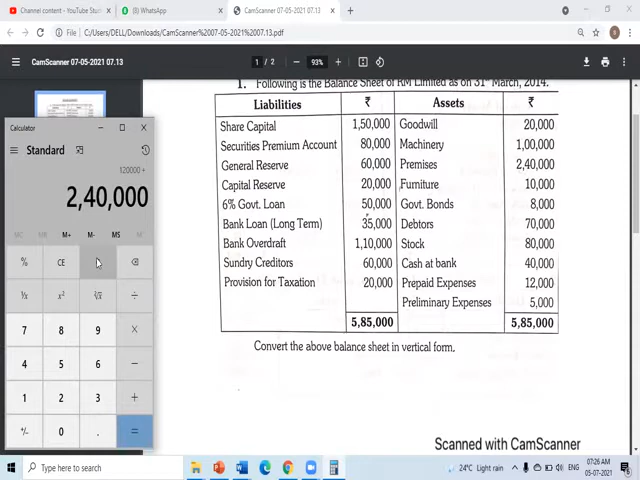 Channel content - YouTube Stud
WhatsApp
CamScanner 07-05-2021 07.13
File | C:/Users/DELL/Downloads/CamScanner%2007-05-2021%2007.13.pdf
CamScanner 07-05-2021 07.13
1 / 2 - 93% +
1. Following is the Balance Sheet of RM Limited as on 31st March, 2014.
Liabilities ₹ Assets ₹
Share Capital 1,50,000 Goodwill 20,000
Securities Premium Account 80,000 Machinery 1,00,000
General Reserve 60,000 Premises 2,40,000
Capital Reserve 20,000 Furniture 10,000
6% Govt. Loan 50,000 Govt. Bonds 8,000
Bank Loan (Long Term) 35,000 Debtors 70,000
Bank Overdraft 1,10,000 Stock 80,000
Sundry Creditors 60,000 Cash at bank 40,000
Provision for Taxation 20,000 Prepaid Expenses 12,000
Preliminary Expenses 5,000
5,85,000 5,85,000
Convert the above balance sheet in vertical form.
Scanned with CamScanner
Calculator
Standard
120000 +
2,40,000
MC MR M+ M- MS
% CE
¹/x x² ²√x ÷
7 8 9 ×
4 5 6 −
1 2 3 +
+/- 0 . =
Type here to search
24°C Light rain
ENG
07:26 AM
05-07-2021